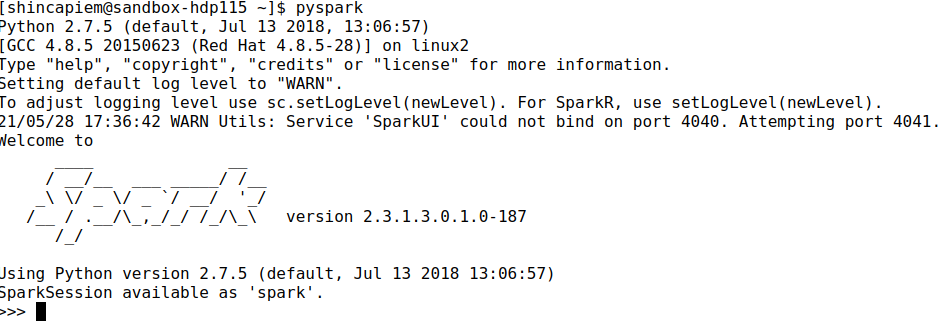 [shincapiem@sandbox-hdp115 ~]$ pyspark
Python 2.7.5 (default, Jul 13 2018, 13:06:57)
[GCC 4.8.5 20150623 (Red Hat 4.8.5-28)] on linux2
Type "help", "copyright", "credits" or "license" for more information.
Setting default log level to "WARN".
To adjust logging level use sc.setLogLevel(newLevel). For SparkR, use setLogLevel(newLevel).
21/05/28 17:36:42 WARN Utils: Service 'SparkUI' could not bind on port 4040. Attempting port 4041.
Welcome to
      ____              __
     / __/__  ___ _____/ /__
    _\ \/ _ \/ _ `/ __/  '_/
   /__ / .__/\_,_/_/ /_/\_\   version 2.3.1.3.0.1.0-187
      /_/
Using Python version 2.7.5 (default, Jul 13 2018 13:06:57)
SparkSession available as 'spark'.
>>>